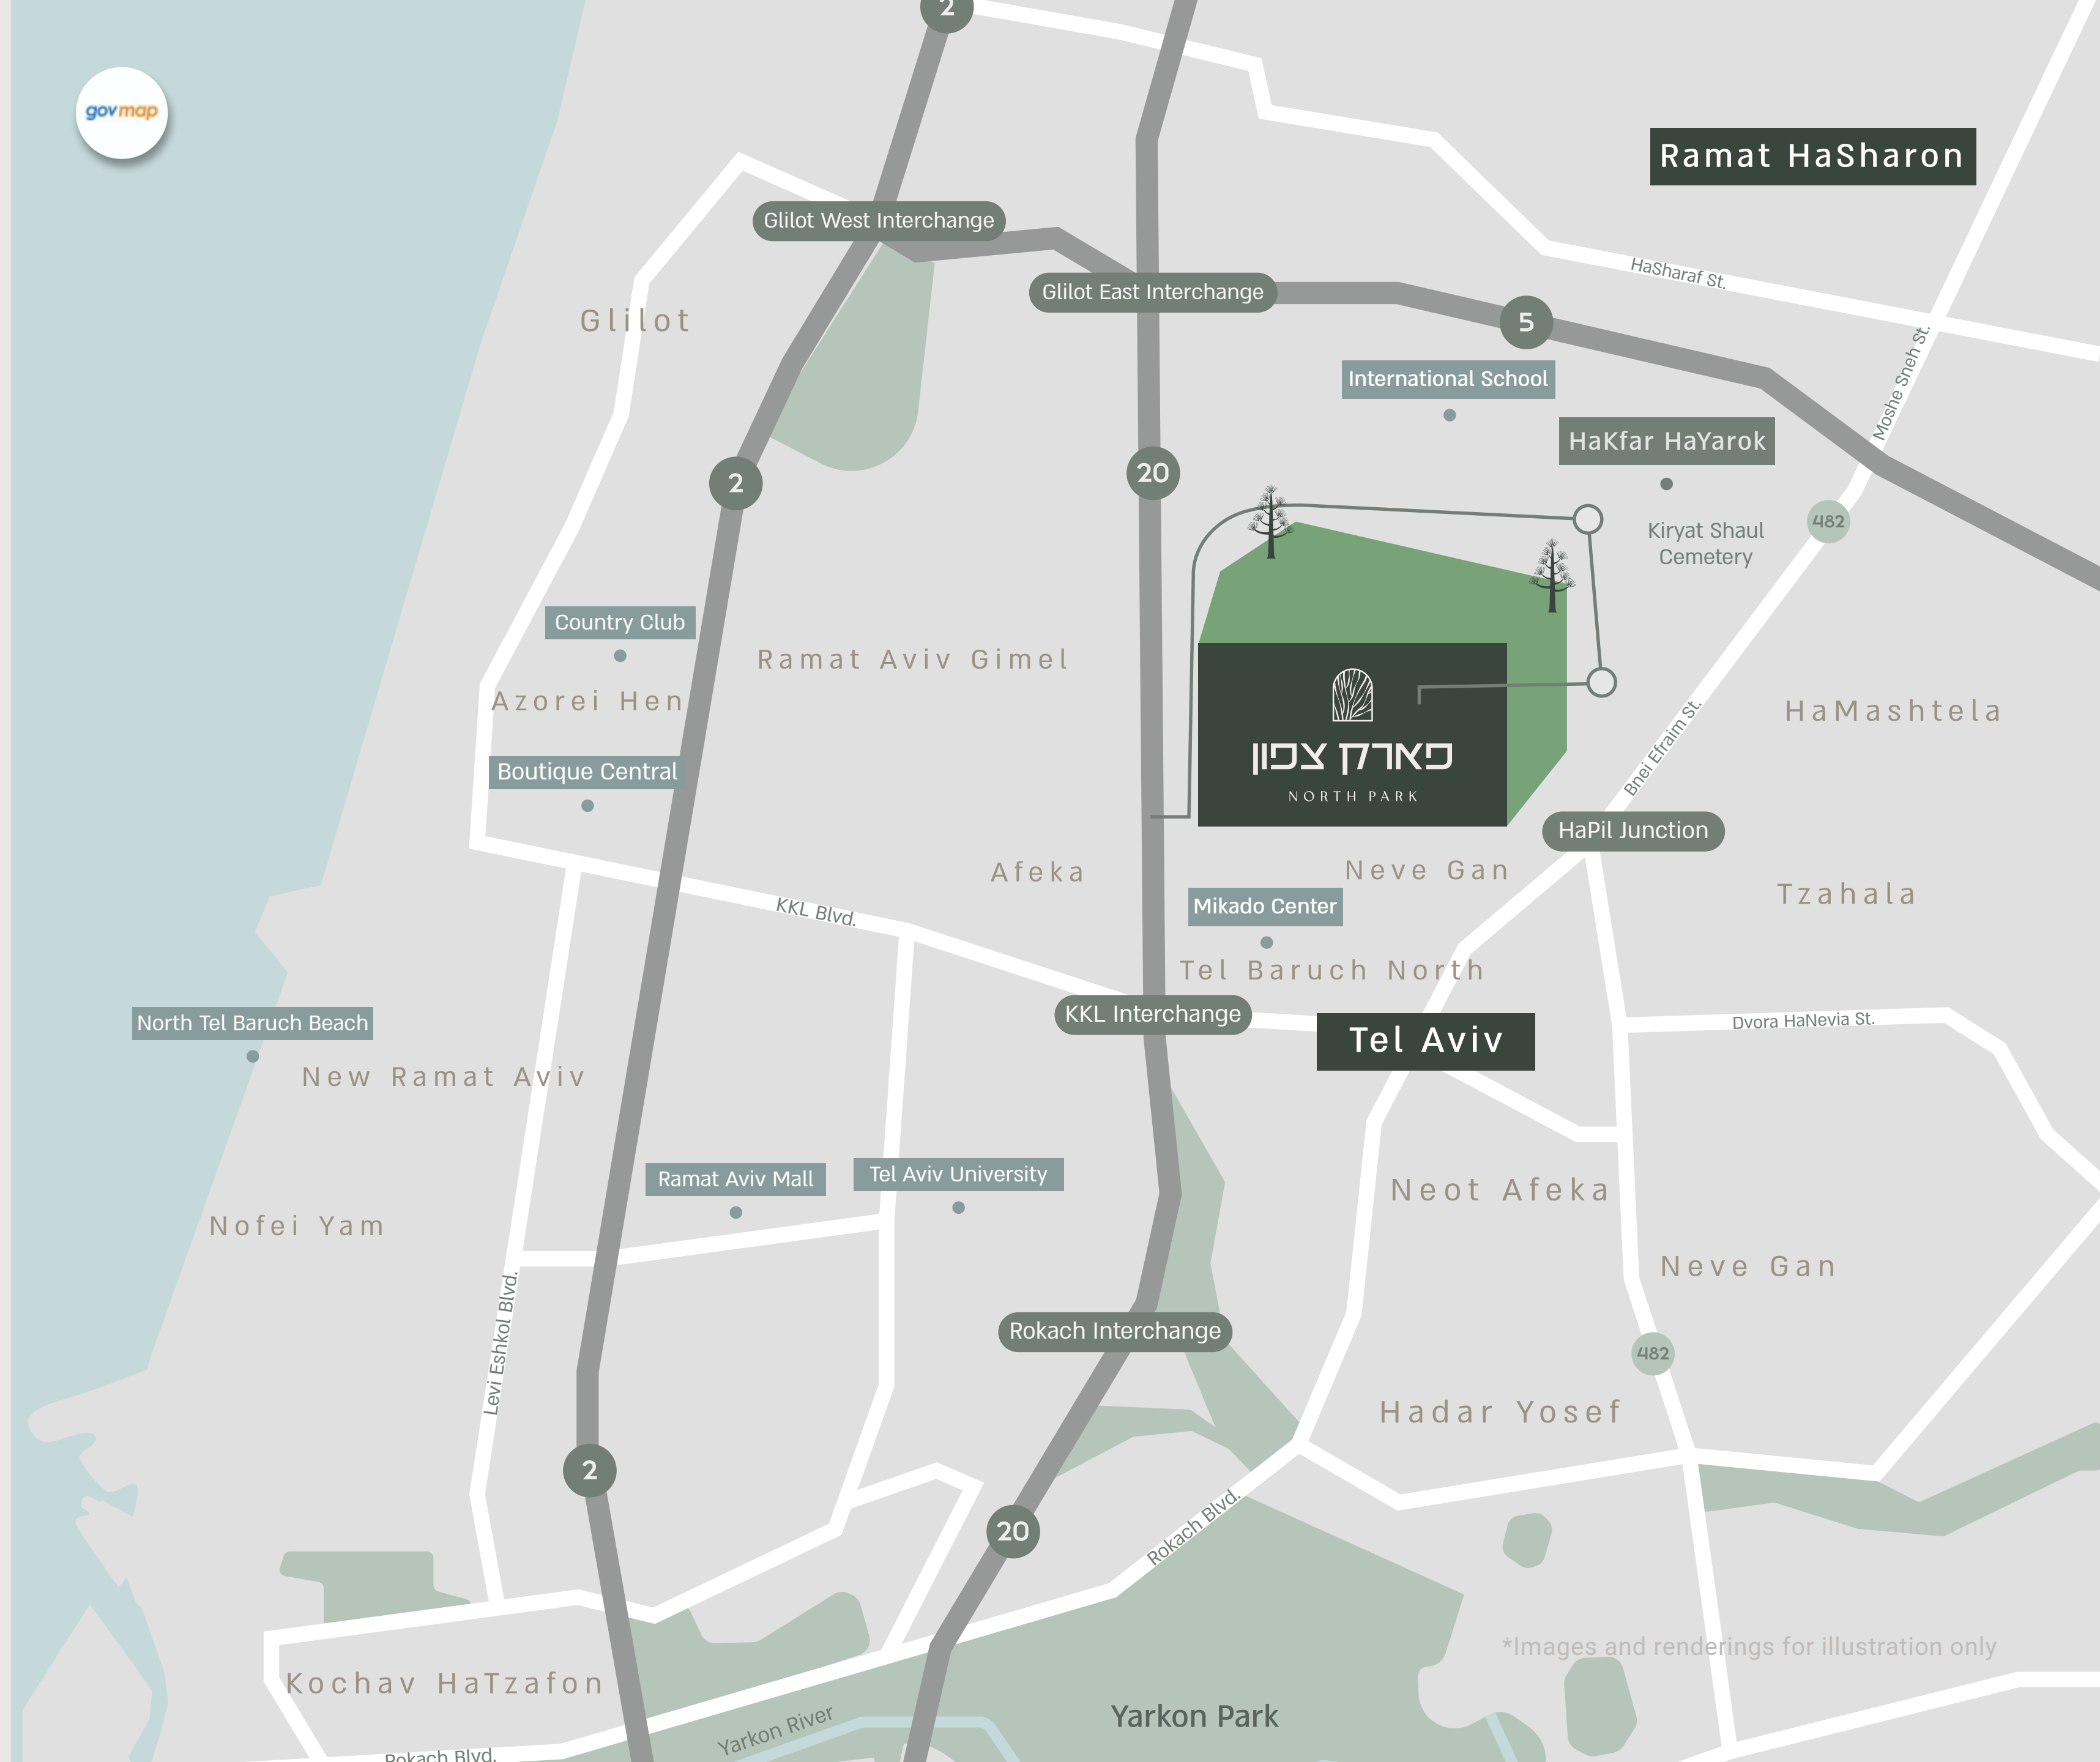 2
govmap
Ramat HaSharon
Glilot West Interchange
HaSharaf St.
Glilot East Interchange
5
Glilot
Moshe Sneh St.
International School
HaKfar HaYarok
20
2
482
Kiryat Shaul
Cemetery
Country Club
Ramat Aviv Gimel
Azorei Hen
HaMashtela
Bnei Efraim St.
פארק צפון
NORTH PARK
Boutique Central
HaPil Junction
Afeka
Neve Gan
Tzahala
KKL Blvd.
Mikado Center
Tel Baruch North
KKL Interchange
North Tel Baruch Beach
Dvora HaNevia St.
Tel Aviv
New Ramat Aviv
Ramat Aviv Mall
Tel Aviv University
Neot Afeka
Nofei Yam
Neve Gan
Levi Eshkol Blvd.
Rokach Interchange
482
Hadar Yosef
2
20
Rokach Blvd.
*Images and renderings for illustration only
Kochav HaTzafon
Yarkon River
Yarkon Park
Rokach Blvd.